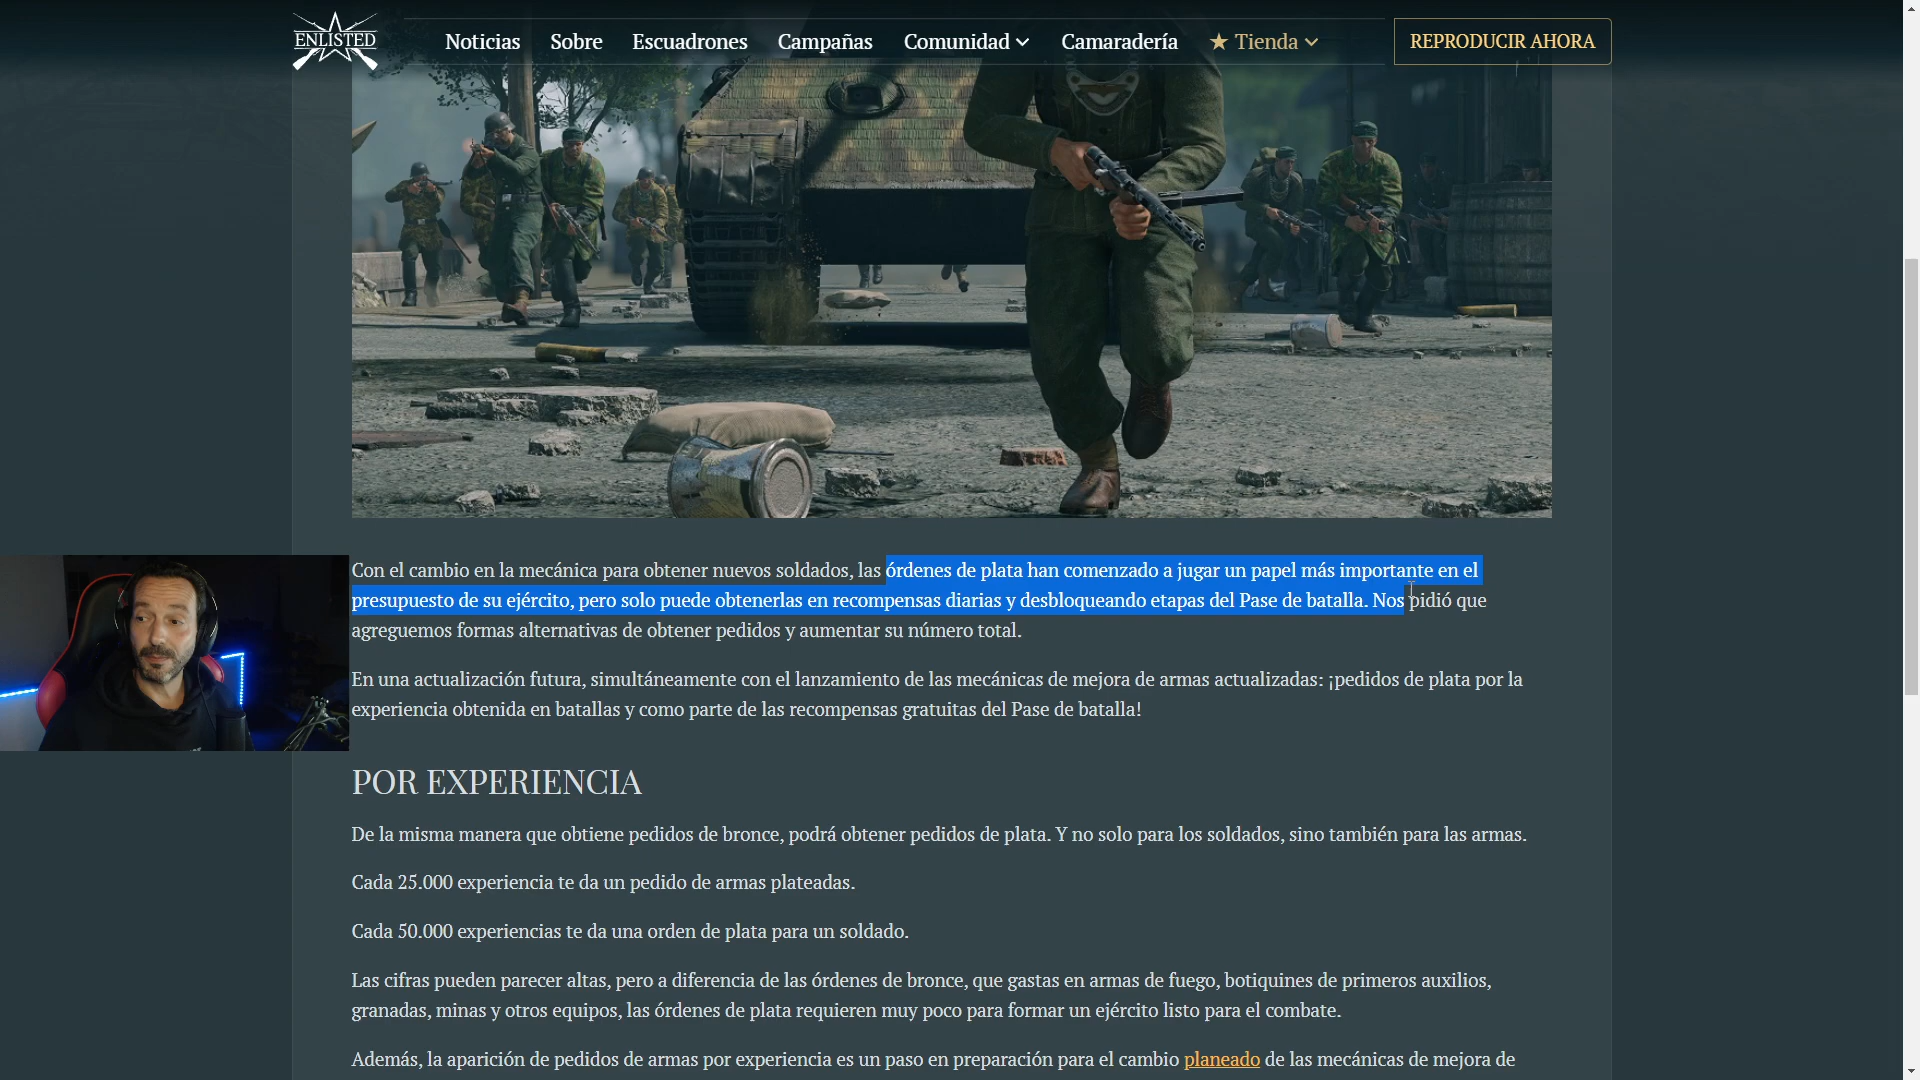 ENLISTED
Noticias Sobre Escuadrones Campañas Comunidad Camaradería Tienda REPRODUCIR AHORA
Con el cambio en la mecánica para obtener nuevos soldados, las órdenes de plata han comenzado a jugar un papel más importante en el
presupuesto de su ejército, pero solo puede obtenerlas en recompensas diarias y desbloqueando etapas del Pase de batalla. Nos pidió que
agreguemos formas alternativas de obtener pedidos y aumentar su número total.
En una actualización futura, simultáneamente con el lanzamiento de las mecánicas de mejora de armas actualizadas: ¡pedidos de plata por la
experiencia obtenida en batallas y como parte de las recompensas gratuitas del Pase de batalla!
POR EXPERIENCIA
De la misma manera que obtiene pedidos de bronce, podrá obtener pedidos de plata. Y no solo para los soldados, sino también para las armas.
Cada 25.000 experiencia te da un pedido de armas plateadas.
Cada 50.000 experiencias te da una orden de plata para un soldado.
Las cifras pueden parecer altas, pero a diferencia de las órdenes de bronce, que gastas en armas de fuego, botiquines de primeros auxilios,
granadas, minas y otros equipos, las órdenes de plata requieren muy poco para formar un ejército listo para el combate.
Además, la aparición de pedidos de armas por experiencia es un paso en preparación para el cambio planeado de las mecánicas de mejora de